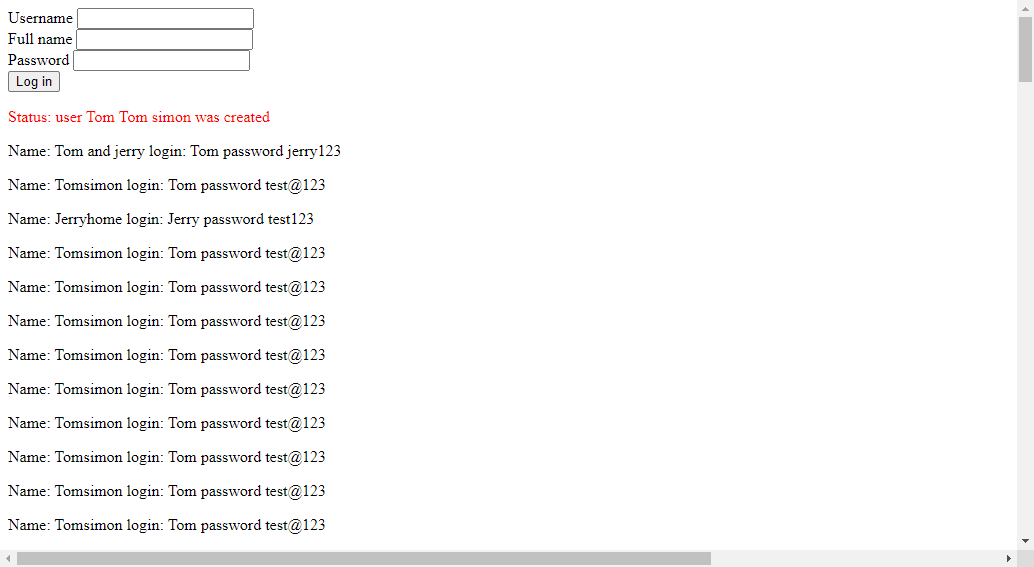 Username
Full name
Password
Log in
Status: user Tom Tom simon was created
Name: Tom and jerry login: Tom password jerry123
Name: Tomsimon login: Tom password test@123
Name: Jerryhome login: Jerry password test123
Name: Tomsimon login: Tom password test@123
Name: Tomsimon login: Tom password test@123
Name: Tomsimon login: Tom password test@123
Name: Tomsimon login: Tom password test@123
Name: Tomsimon login: Tom password test@123
Name: Tomsimon login: Tom password test@123
Name: Tomsimon login: Tom password test@123
Name: Tomsimon login: Tom password test@123
Name: Tomsimon login: Tom password test@123